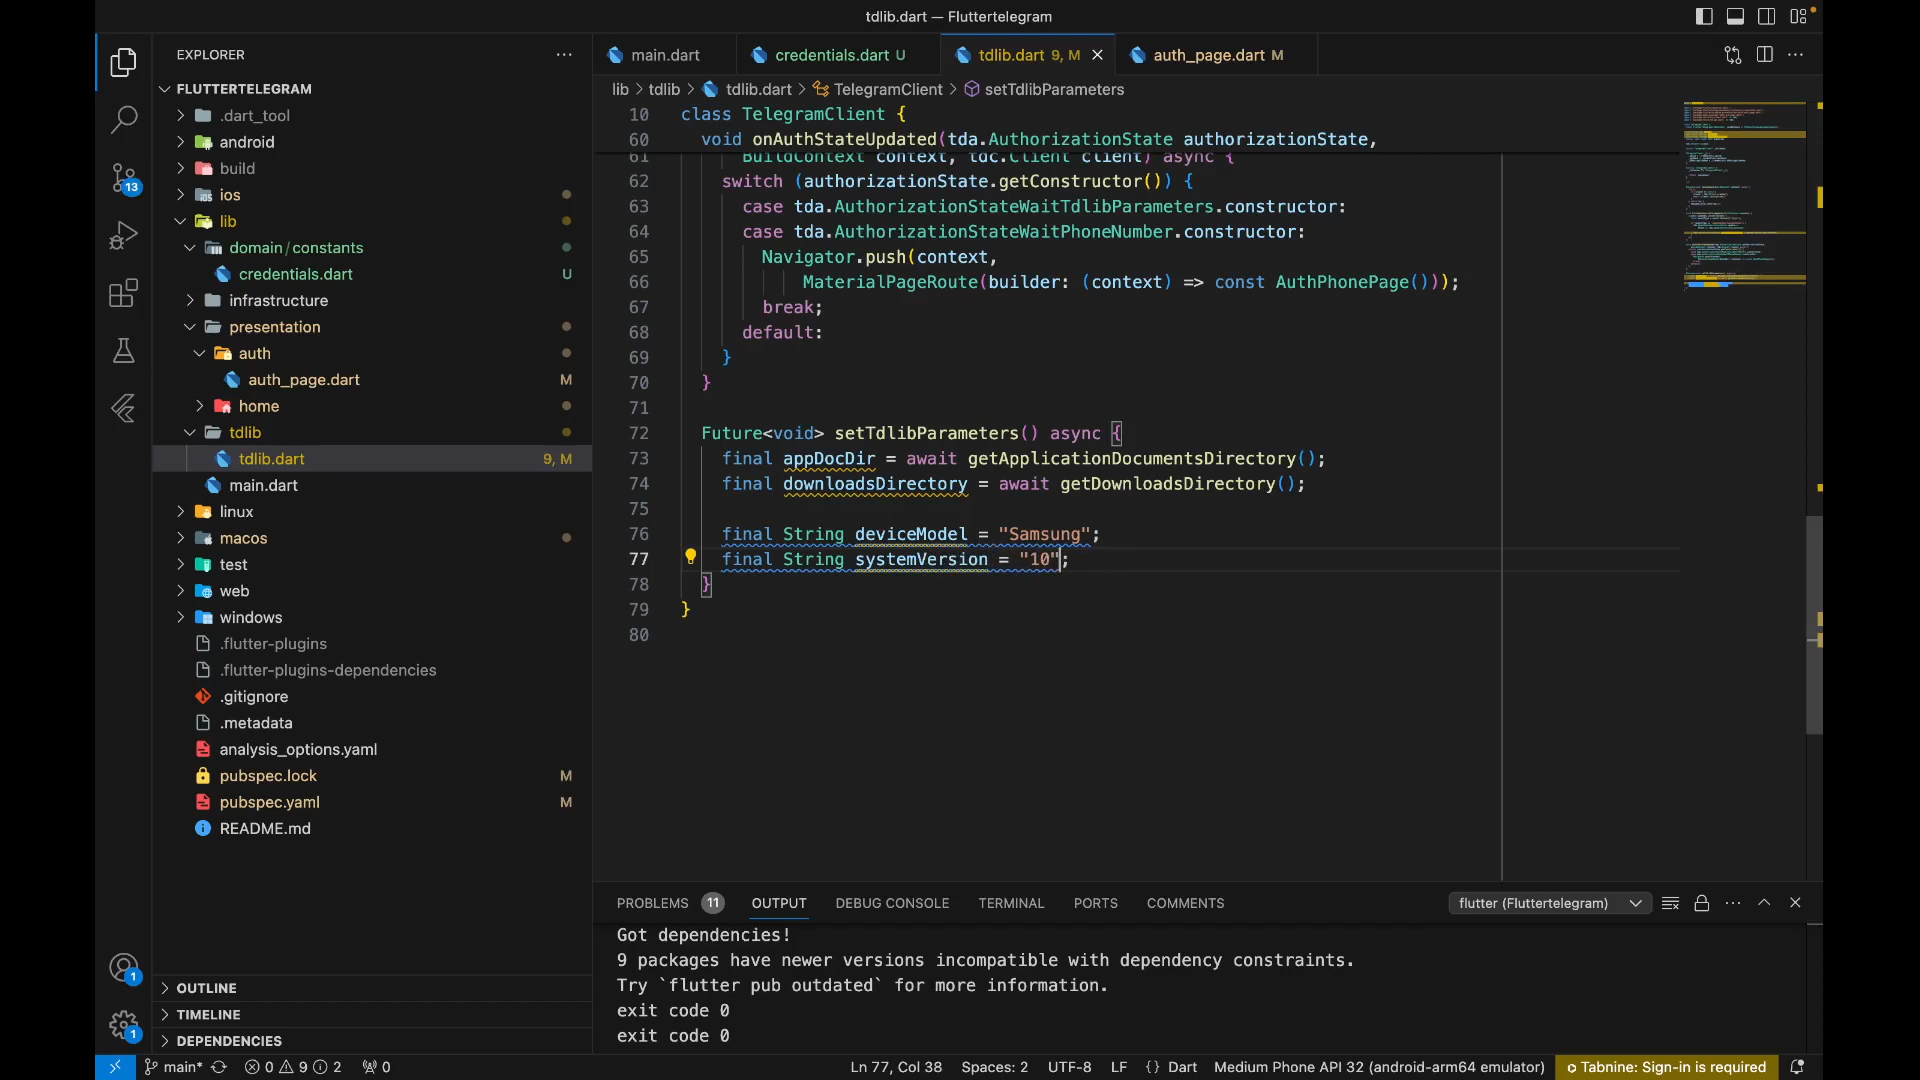 tdlib.dart — Fluttertelegram
EXPLORER
FLUTTERTELEGRAM
.dart_tool
android
build
ios
lib
domain/constants
credentials.dart U
infrastructure
presentation
auth
auth_page.dart M
home
tdlib
tdlib.dart 9, M
main.dart
linux
macos
test
web
windows
.flutter-plugins
.flutter-plugins-dependencies
.gitignore
.metadata
analysis_options.yaml
pubspec.lock M
pubspec.yaml M
README.md
OUTLINE
TIMELINE
DEPENDENCIES
13
1
1
main.dart
credentials.dart U
tdlib.dart 9, M
auth_page.dart M
lib > tdlib > tdlib.dart > TelegramClient > setTdlibParameters
10 class TelegramClient {
60 void onAuthStateUpdated(tda.AuthorizationState authorizationState,
61 BuildContext context, tdc.Client client) async {
62 switch (authorizationState.getConstructor()) {
63 case tda.AuthorizationStateWaitTdlibParameters.constructor:
64 case tda.AuthorizationStateWaitPhoneNumber.constructor:
65 Navigator.push(context,
66 MaterialPageRoute(builder: (context) => const AuthPhonePage()));
67 break;
68 default:
69 }
70 }
71
72 Future<void> setTdlibParameters() async {
73 final appDocDir = await getApplicationDocumentsDirectory();
74 final downloadsDirectory = await getDownloadsDirectory();
75
76 final String deviceModel = "Samsung";
77 final String systemVersion = "10";
78 }
79 }
80
PROBLEMS 11 OUTPUT DEBUG CONSOLE TERMINAL PORTS COMMENTS
flutter (Fluttertelegram)
Got dependencies!
9 packages have newer versions incompatible with dependency constraints.
Try `flutter pub outdated` for more information.
exit code 0
exit code 0
main* 0 9 2 0 Ln 77, Col 38 Spaces: 2 UTF-8 LF {} Dart Medium Phone API 32 (android-arm64 emulator) Tabnine: Sign-in is required